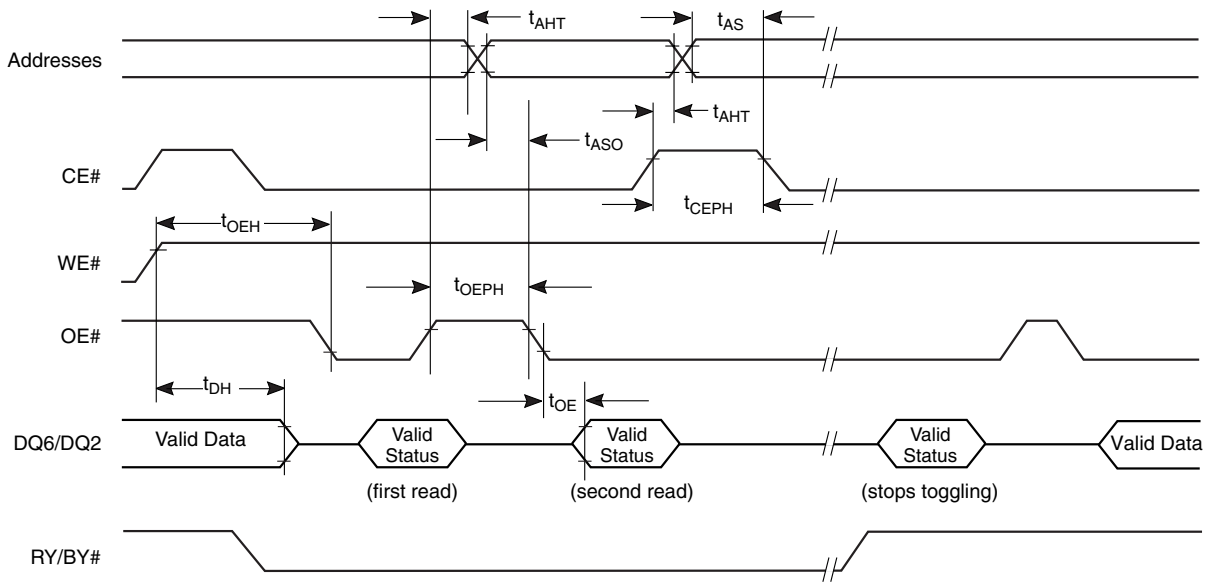 tAHT
tAS
Addresses
tAHT
tASO
CE#
tCEPH
tOEH
WE#
tOEPH
OE#
tDH
tOE
DQ6/DQ2
Valid Data
Valid
Status
Valid
Status
Valid
Status
Valid Data
(first read)
(second read)
(stops toggling)
RY/BY#